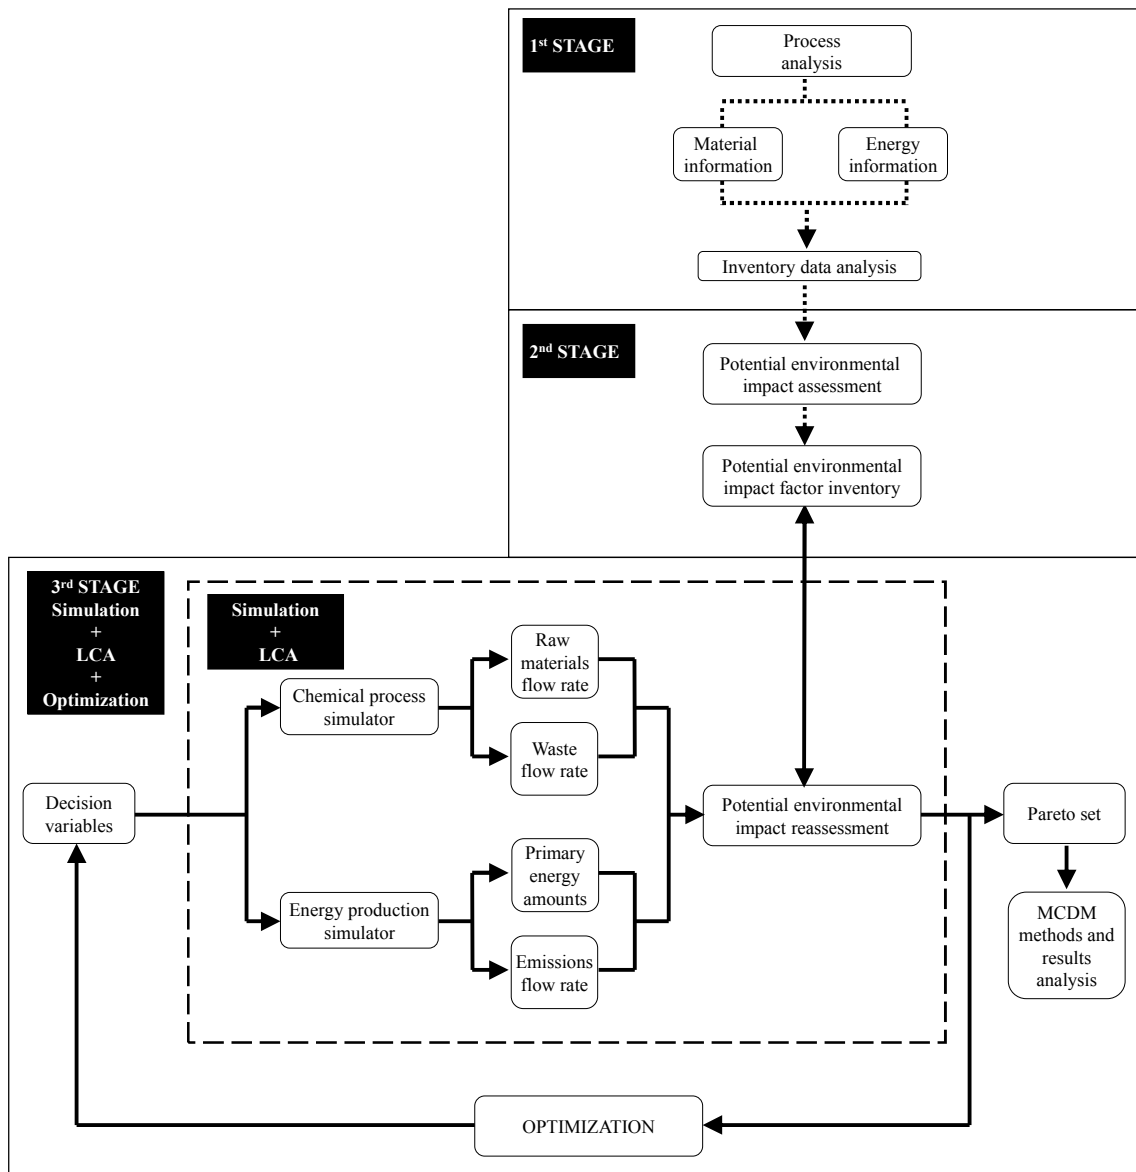 1st STAGE
Process
analysis
Material
information
Energy
information
Inventory data analysis
2nd STAGE
Potential environmental
impact assessment
Potential environmental
impact factor inventory
3rd STAGE
Simulation
+
LCA
+
Optimization
Simulation
+
LCA
Raw
materials
flow rate
Chemical process
simulator
Waste
flow rate
Decision
variables
Potential environmental
impact reassessment
Pareto set
Primary
energy
amounts
Energy production
simulator
Emissions
flow rate
MCDM
methods and
results
analysis
OPTIMIZATION